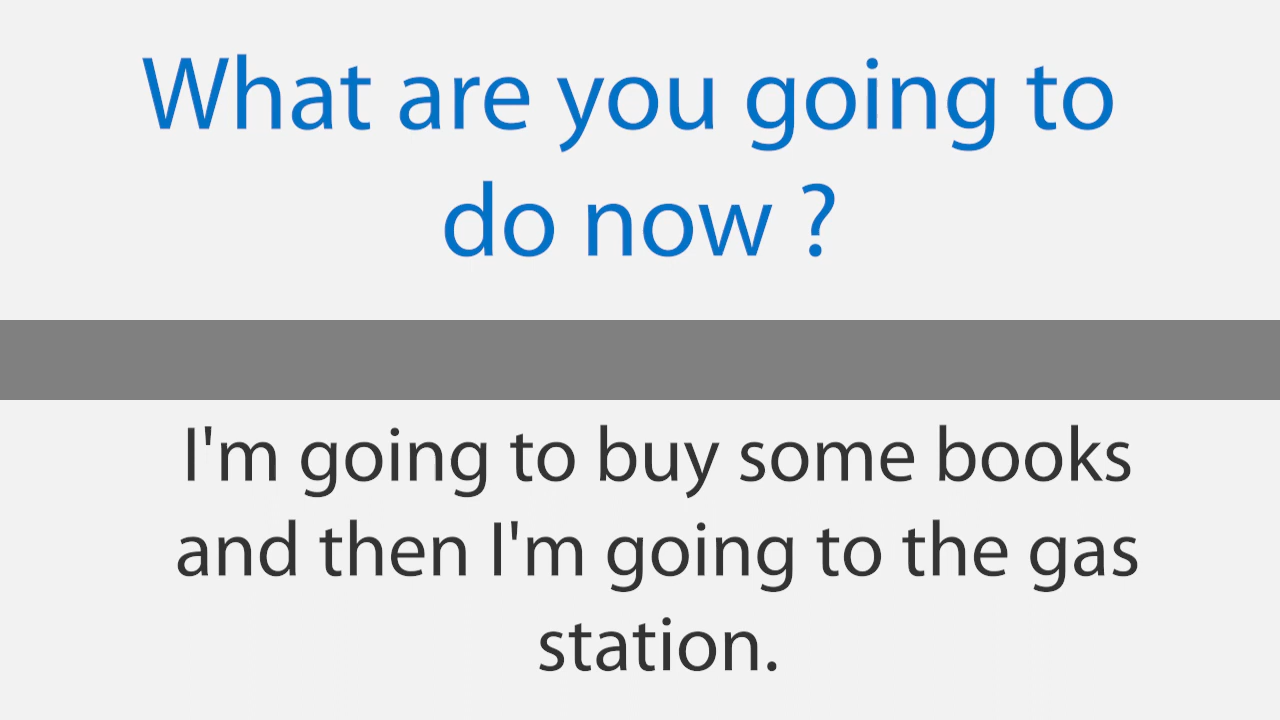 What are you going to
do now ?
I'm going to buy some books
and then I'm going to the gas
station.